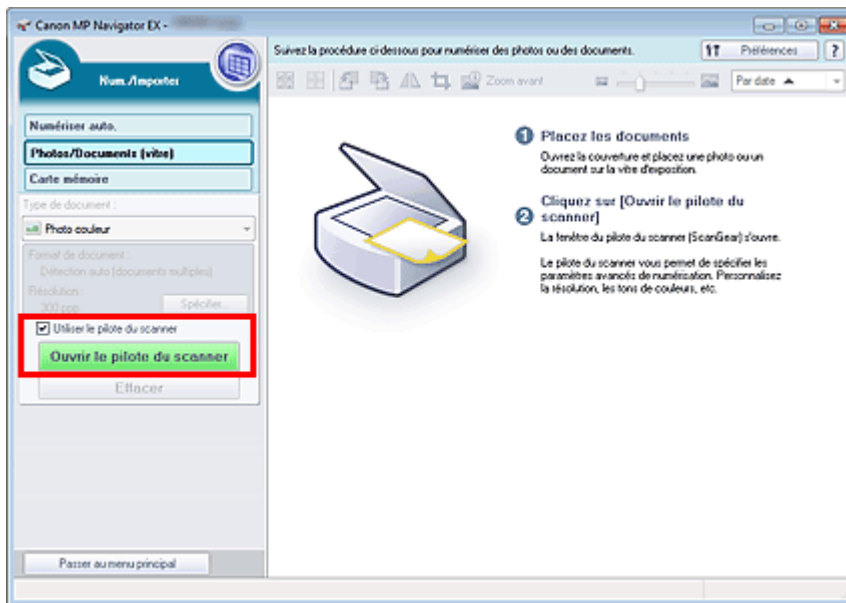 Canon MP Navigator EX -
Num./Importer
Suivez la procédure ci-dessous pour numériser des photos ou des documents.
Préférences
?
Zoom avant
Par date
Numériser auto.
Photos/Documents (vitre)
Carte mémoire
Type de document :
Photo couleur
Format de document :
Détection auto (documents multiples)
Résolution :
300 ppp
Spécifier...
Utiliser le pilote du scanner
Ouvrir le pilote du scanner
Effacer
Passer au menu principal
1 Placez les documents
Ouvrez la couverture et placez une photo ou un
document sur la vitre d'exposition.
2 Cliquez sur [Ouvrir le pilote du
scanner]
La fenêtre du pilote du scanner (ScanGear) s'ouvre.
Le pilote du scanner vous permet de spécifier les
paramètres avancés de numérisation. Personnalisez
la résolution, les tons de couleurs, etc.